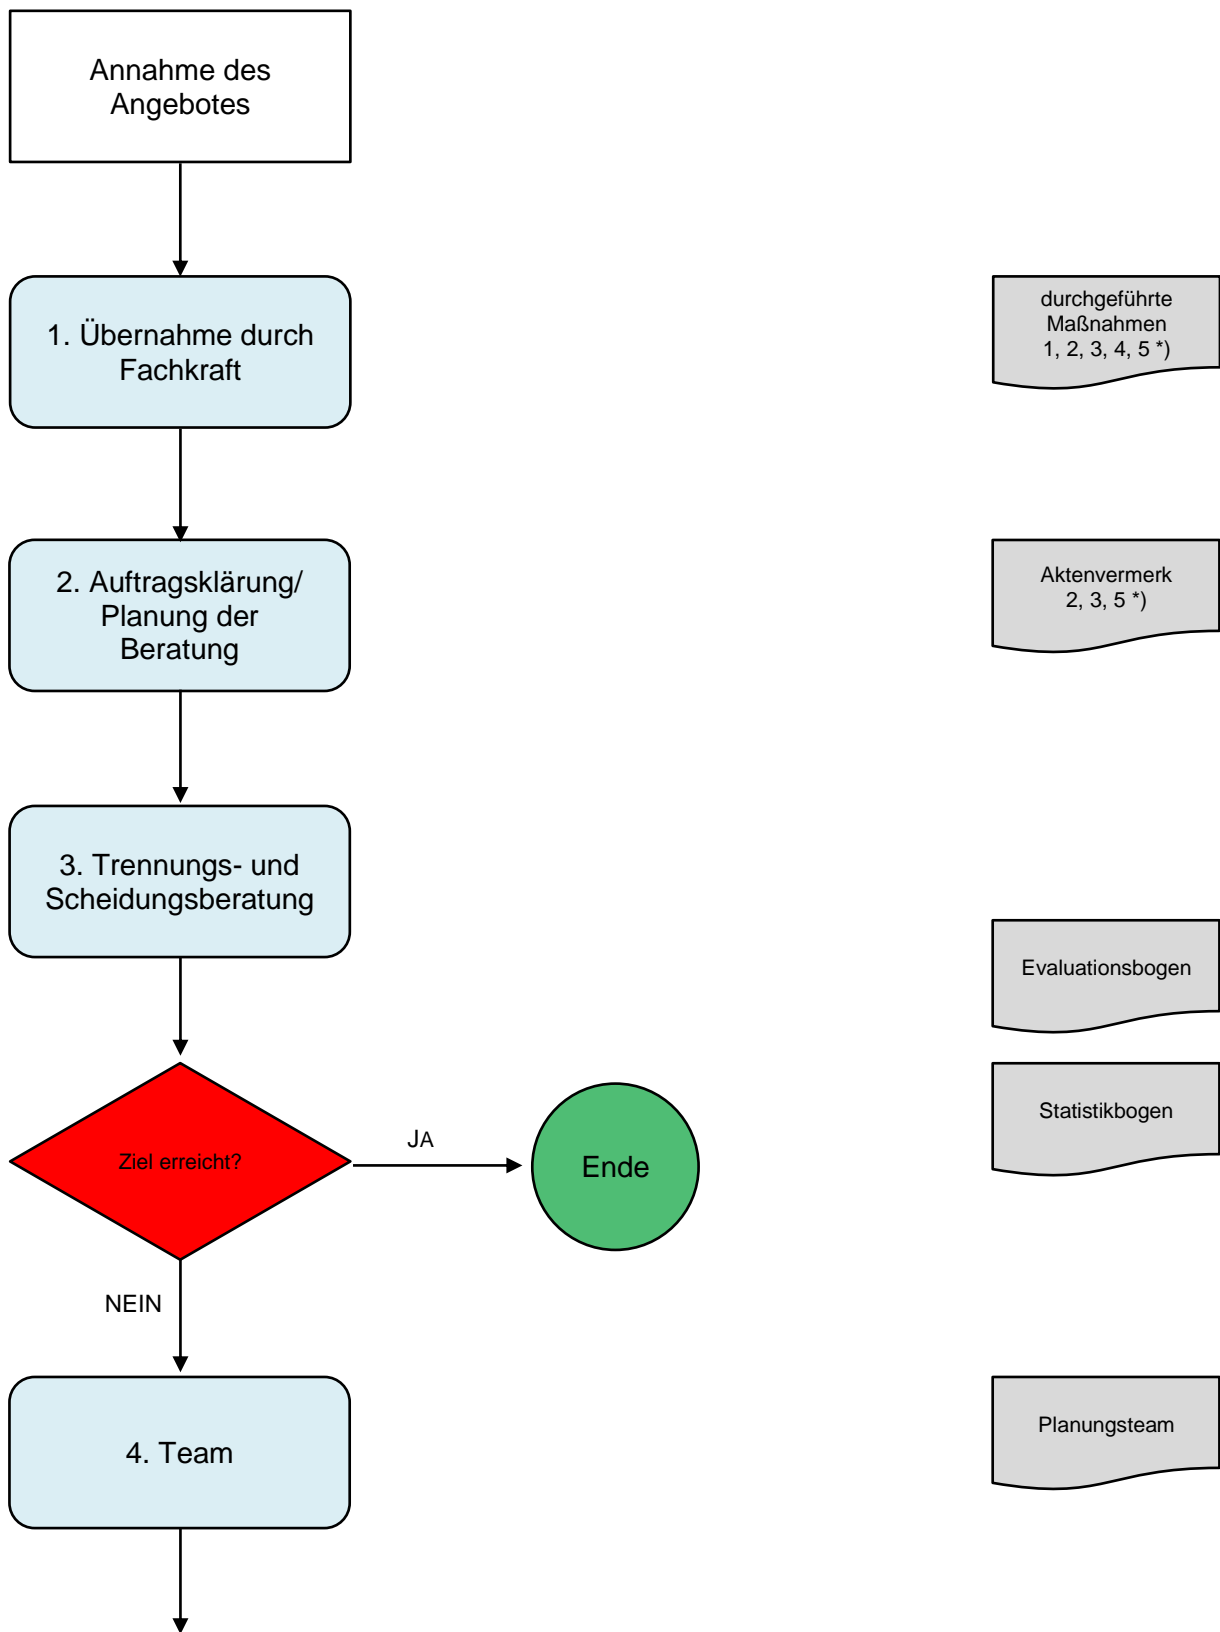 Annahme des
Angebotes
1. Übernahme durch
Fachkraft
durchgeführte
Maßnahmen
1, 2, 3, 4, 5 *)
2. Auftragsklärung/
Planung der
Beratung
Aktenvermerk
2, 3, 5 *)
3. Trennungs- und
Scheidungsberatung
Evaluationsbogen
Statistikbogen
Ziel erreicht?
JA
Ende
NEIN
4. Team
Planungsteam